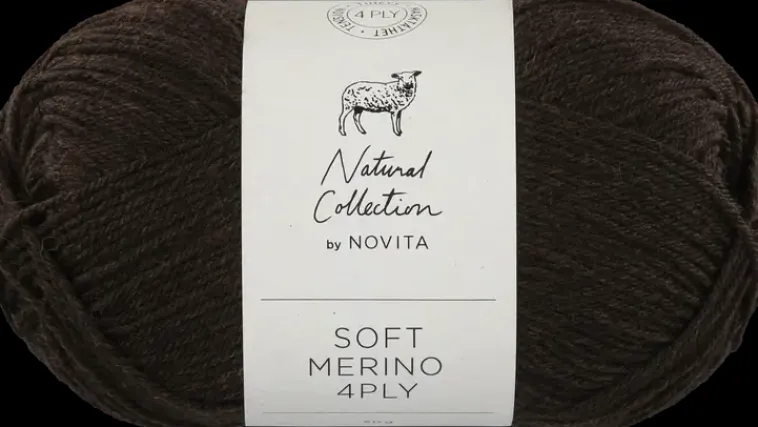 4 PLY
Natural
Collection
by NOVITA
SOFT
MERINO
4PLY